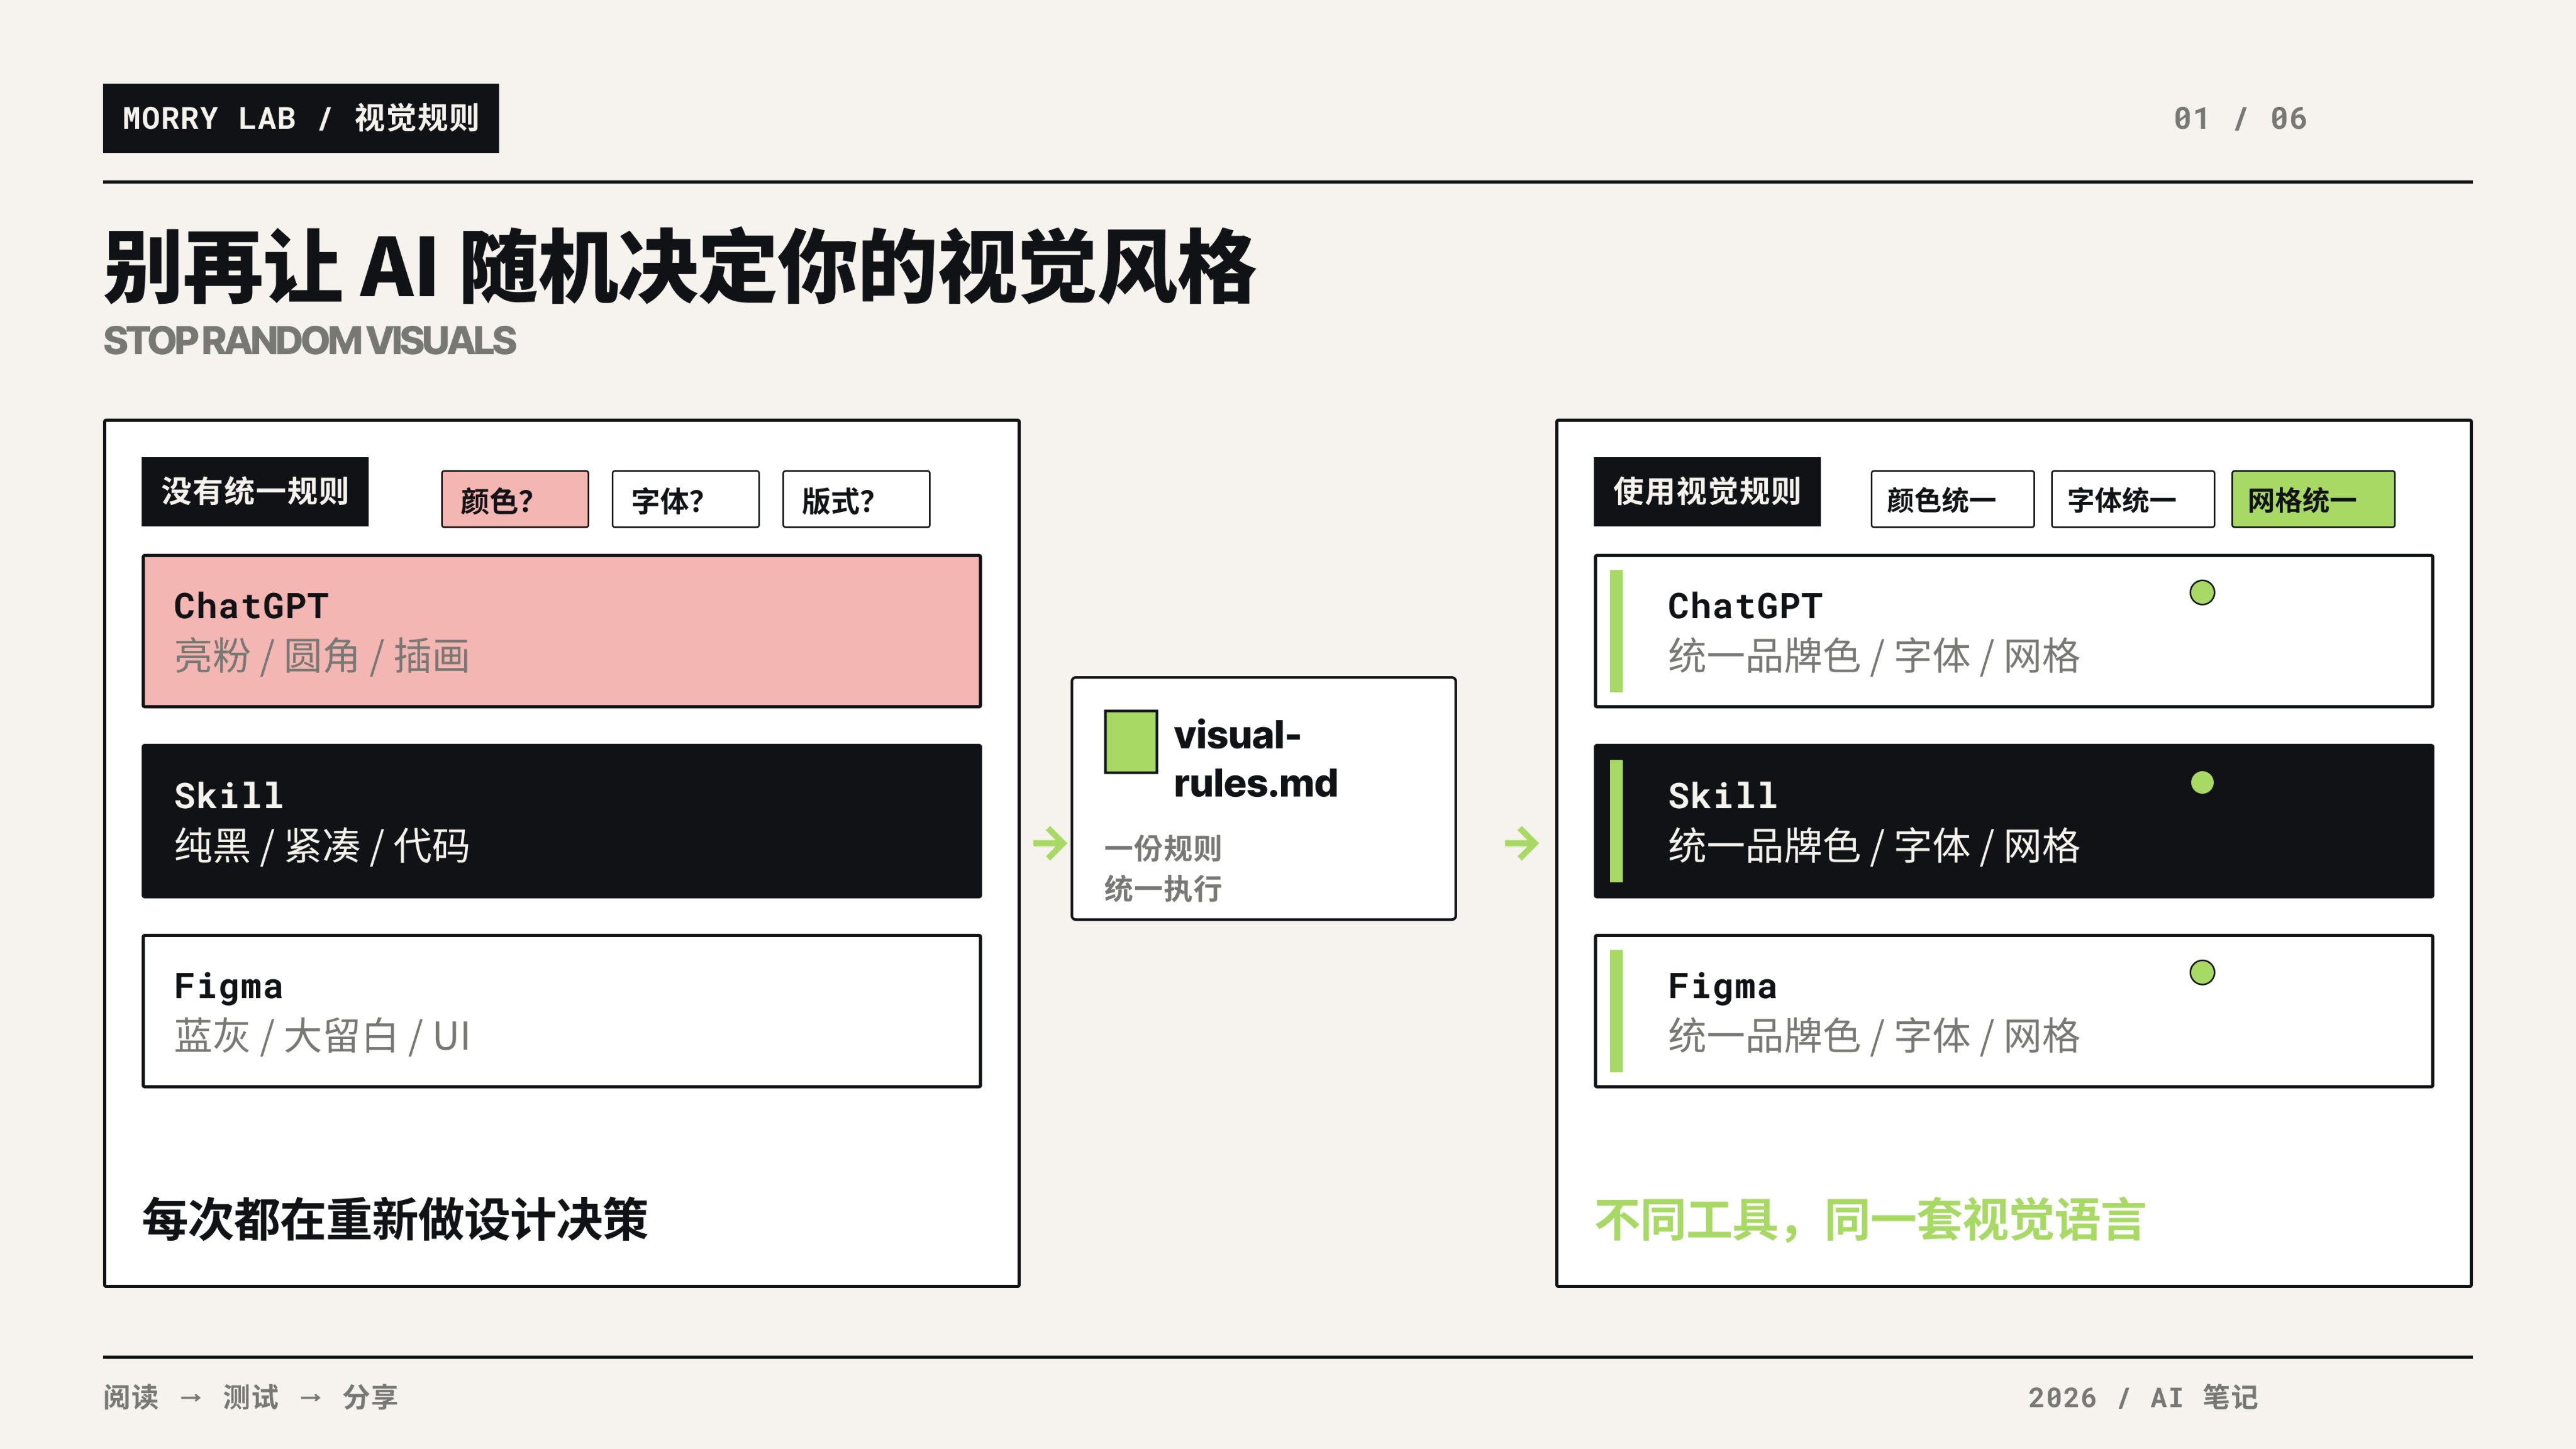 MORRY LAB / 视觉规则
01 / 06
别再让 AI 随机决定你的视觉风格
STOP RANDOM VISUALS
没有统一规则
颜色？
字体？
版式？
ChatGPT
亮粉 / 圆角 / 插画
Skill
纯黑 / 紧凑 / 代码
Figma
蓝灰 / 大留白 / UI
每次都在重新做设计决策
→
visual-
rules.md
一份规则
统一执行
→
使用视觉规则
颜色统一
字体统一
网格统一
ChatGPT
统一品牌色 / 字体 / 网格
Skill
统一品牌色 / 字体 / 网格
Figma
统一品牌色 / 字体 / 网格
不同工具，同一套视觉语言
阅读 → 测试 → 分享
2026 / AI 笔记